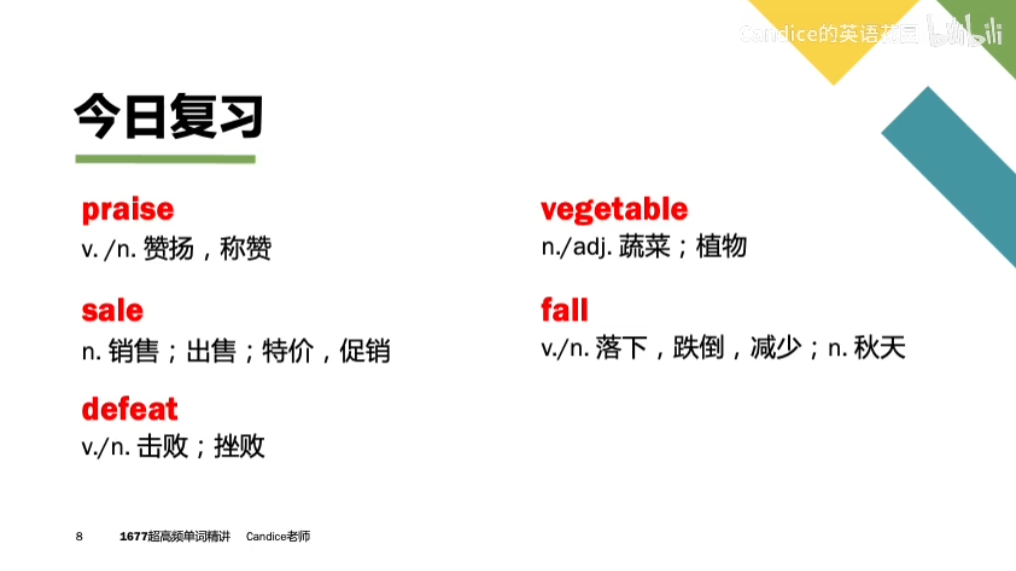 Candice的英语花园 bilibili
今日复习
praise
v. /n. 赞扬，称赞
sale
n. 销售；出售；特价，促销
defeat
v./n. 击败；挫败
vegetable
n./adj. 蔬菜；植物
fall
v./n. 落下，跌倒，减少；n. 秋天
8 1677超高频单词精讲 Candice老师